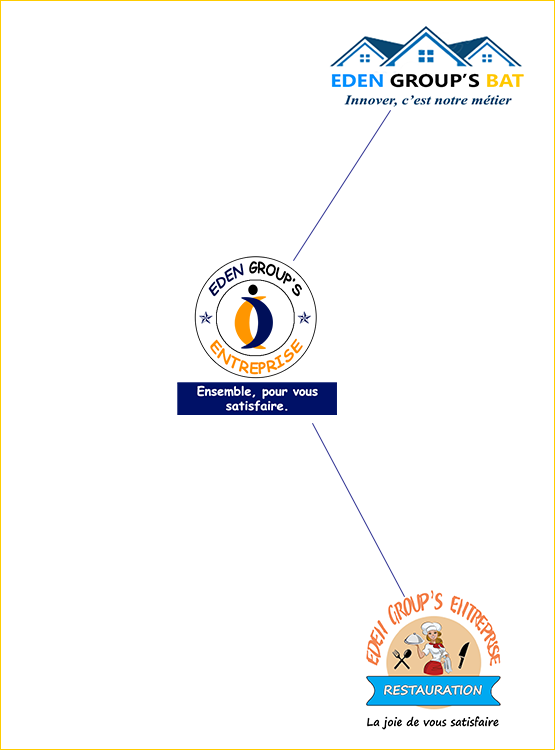 EDEN GROUP'S BAT
Innover, c'est notre métier
EDEN GROUP'S
ENTREPRISE
Ensemble, pour vous
satisfaire.
EDEN GROUP'S ENTREPRISE
RESTAURATION
La joie de vous satisfaire